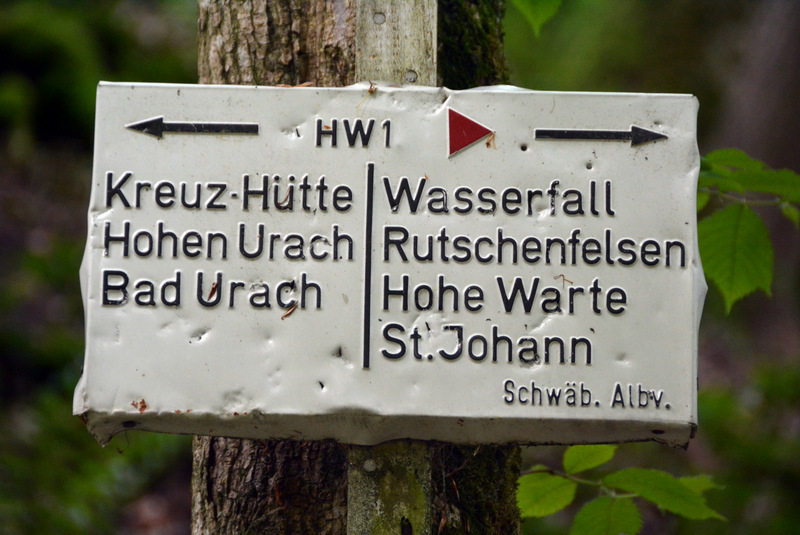 HW1
Kreuz-Hütte
Hohen Urach
Bad Urach
Wasserfall
Rutschenfelsen
Hohe Warte
St. Johann
Schwäb. Albv.